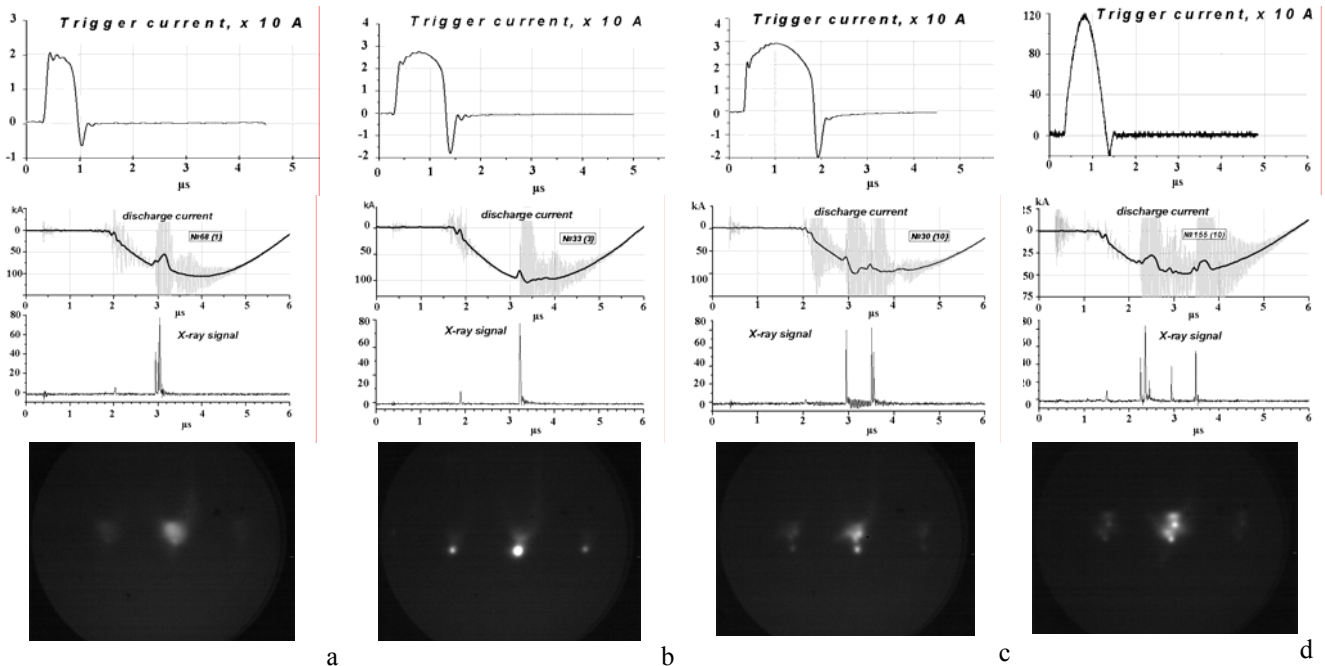 Trigger current, x 10 A
3
2
1
0
-1
0 1 2 3 4 5
µs
Trigger current, x 10 A
4
3
2
1
0
-1
-2
0 1 2 3 4 5
µs
Trigger current, x 10 A
4
3
2
1
0
-1
-2
0 1 2 3 4 5
µs
Trigger current, x 10 A
120
80
40
0
0 1 2 3 4 5 6
µs
kA
discharge current
№68 (1)
0
50
100
0 1 2 3 4 5 6
µs
kA
discharge current
№33 (3)
0
50
100
0 1 2 3 4 5 6
µs
kA
discharge current
№30 (10)
0
50
100
0 1 2 3 4 5 6
µs
kA
discharge current
№155 (10)
0
25
50
75
0 1 2 3 4 5 6
µs
X-ray signal
80
60
40
20
0
0 1 2 3 4 5 6
µs
X-ray signal
80
60
40
20
0
0 1 2 3 4 5 6
µs
X-ray signal
80
60
40
20
0
0 1 2 3 4 5 6
µs
X-ray signal
80
60
40
0
0 1 2 3 4 5 6
µs
a
b
c
d